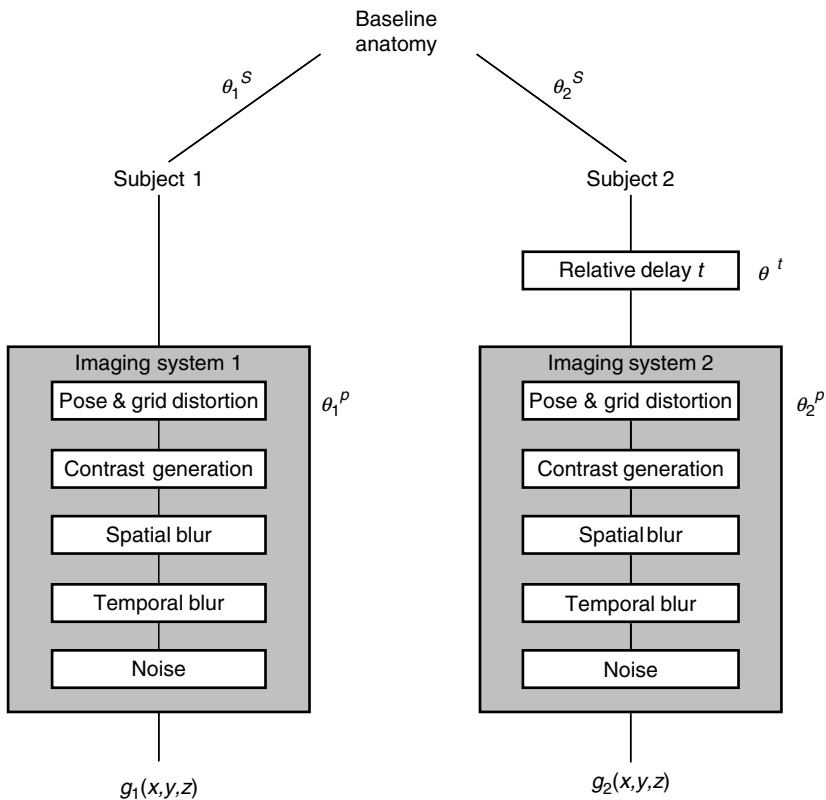 Baseline
anatomy
θ₁ˢ
θ₂ˢ
Subject 1
Subject 2
Relative delay t
θ ᵗ
Imaging system 1
Pose & grid distortion
θ₁ᵖ
Contrast generation
Spatial blur
Temporal blur
Noise
g₁(x,y,z)
Imaging system 2
Pose & grid distortion
θ₂ᵖ
Contrast generation
Spatial blur
Temporal blur
Noise
g₂(x,y,z)